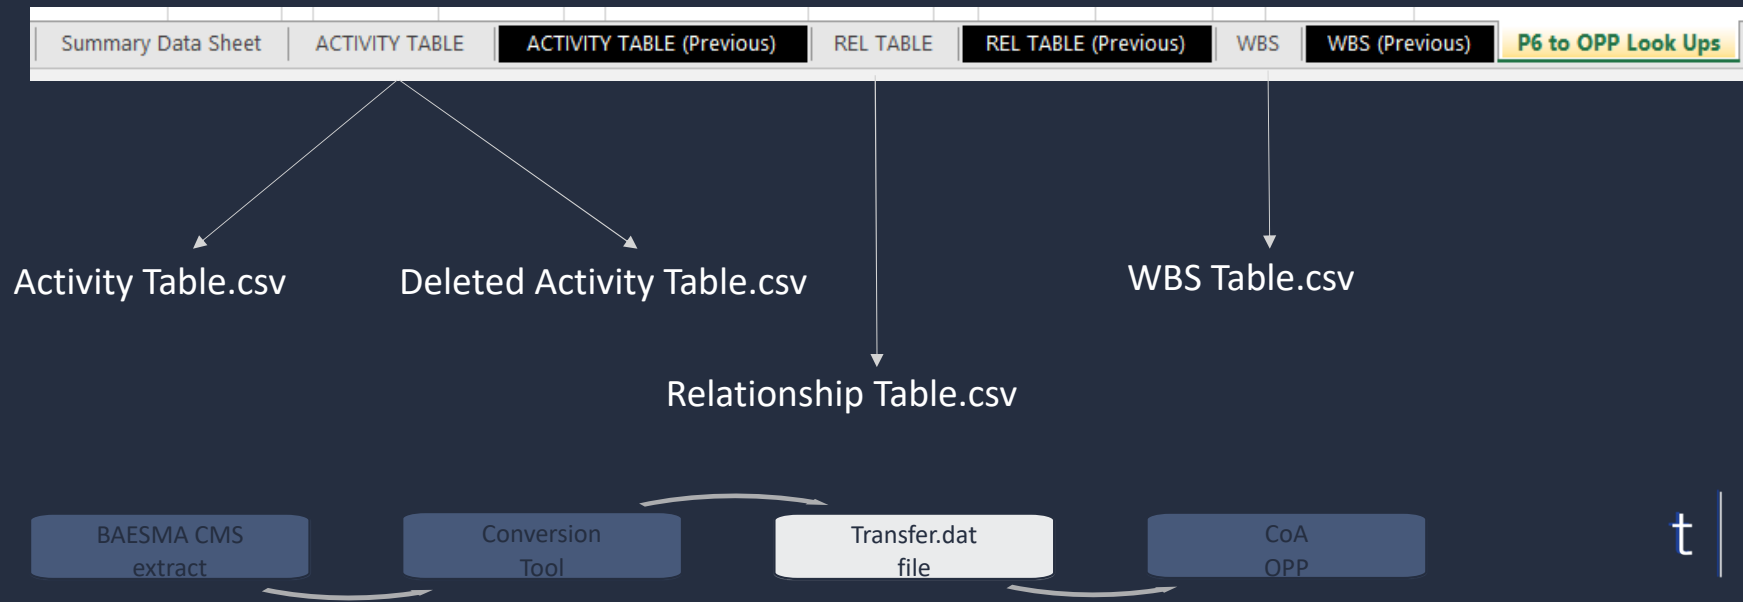 Summary Data Sheet ACTIVITY TABLE ACTIVITY TABLE (Previous) REL TABLE REL TABLE (Previous) WBS WBS (Previous) P6 to OPP Look Ups
Activity Table.csv Deleted Activity Table.csv WBS Table.csv
Relationship Table.csv
BAESMA CMS Conversion Transfer.dat CoA
extract Tool file OPP
t